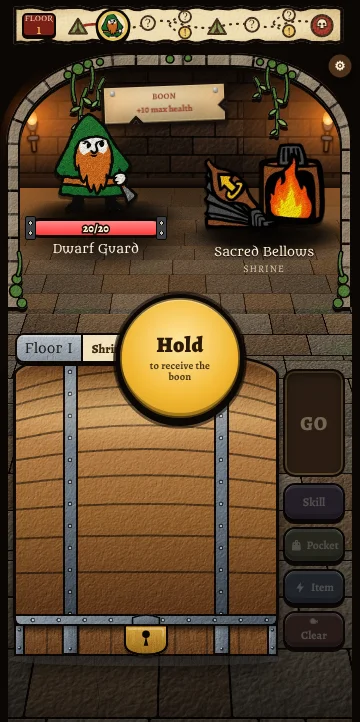 FLOOR
1
?
?
!
?
?
!
BOON
+10 max health
20/20
Dwarf Guard
Sacred Bellows
SHRINE
Hold
to receive the
boon
Floor 1
GO
Skill
Pocket
Item
Clear